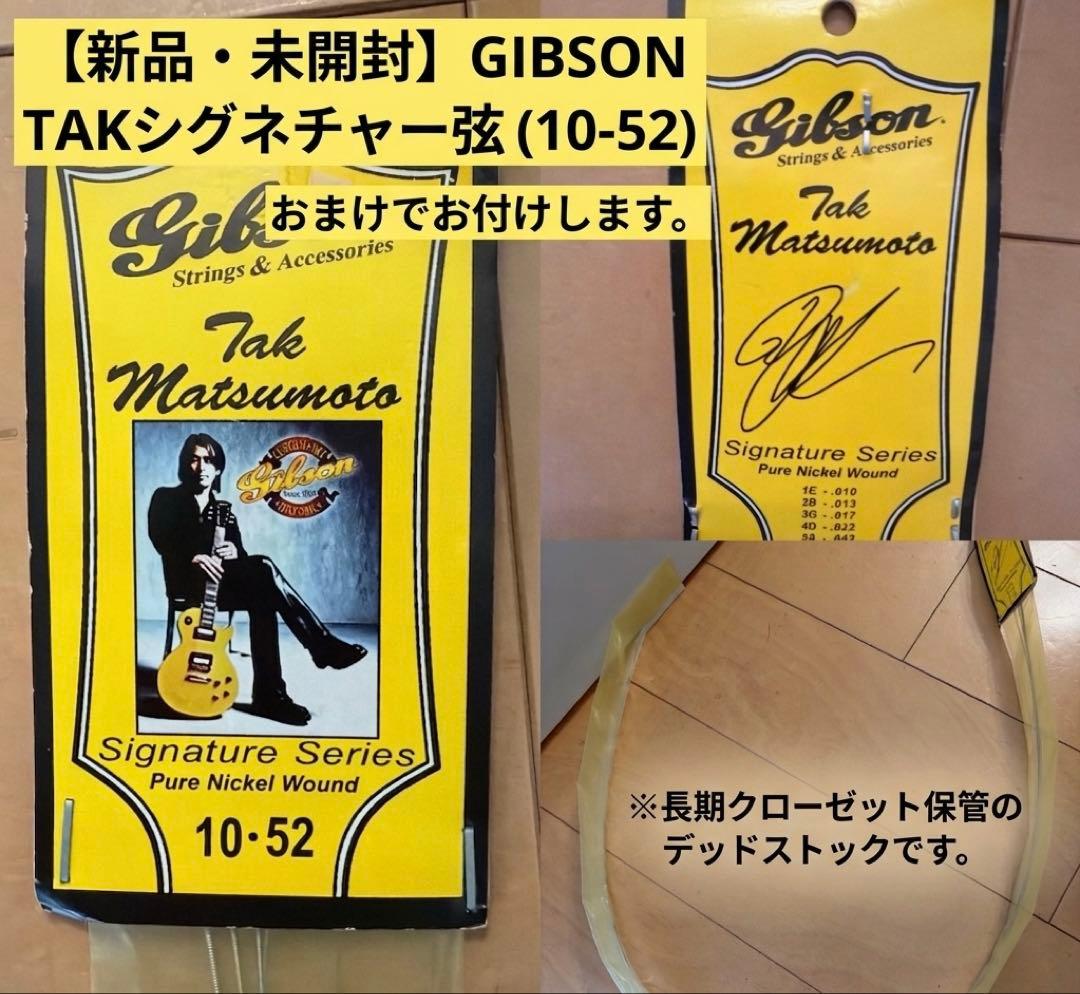 【新品・未開封】GIBSON
TAKシグネチャー弦 (10-52)
おまけでお付けします。
Gibson
Strings & Accessories
Tak
Matsumoto
Gibson
Signature Series
Pure Nickel Wound
10・52
Gibson.
Strings & Accessories
Tak
Matsumoto
Signature Series
Pure Nickel Wound
1E - .010
2B - .013
3G - .017
※長期クローゼット保管の
デッドストックです。